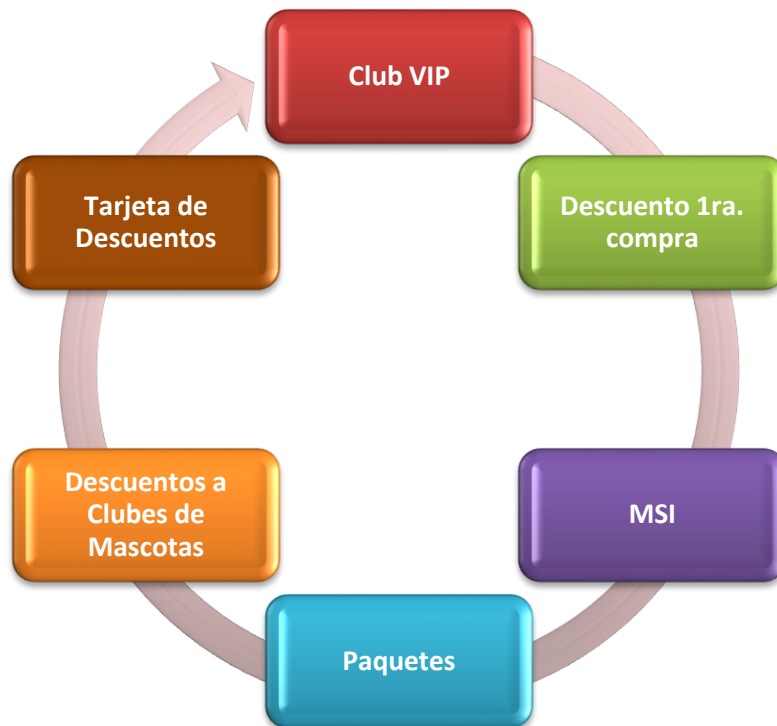 Club VIP
Descuento 1ra.
compra
MSI
Paquetes
Descuentos a
Clubes de
Mascotas
Tarjeta de
Descuentos